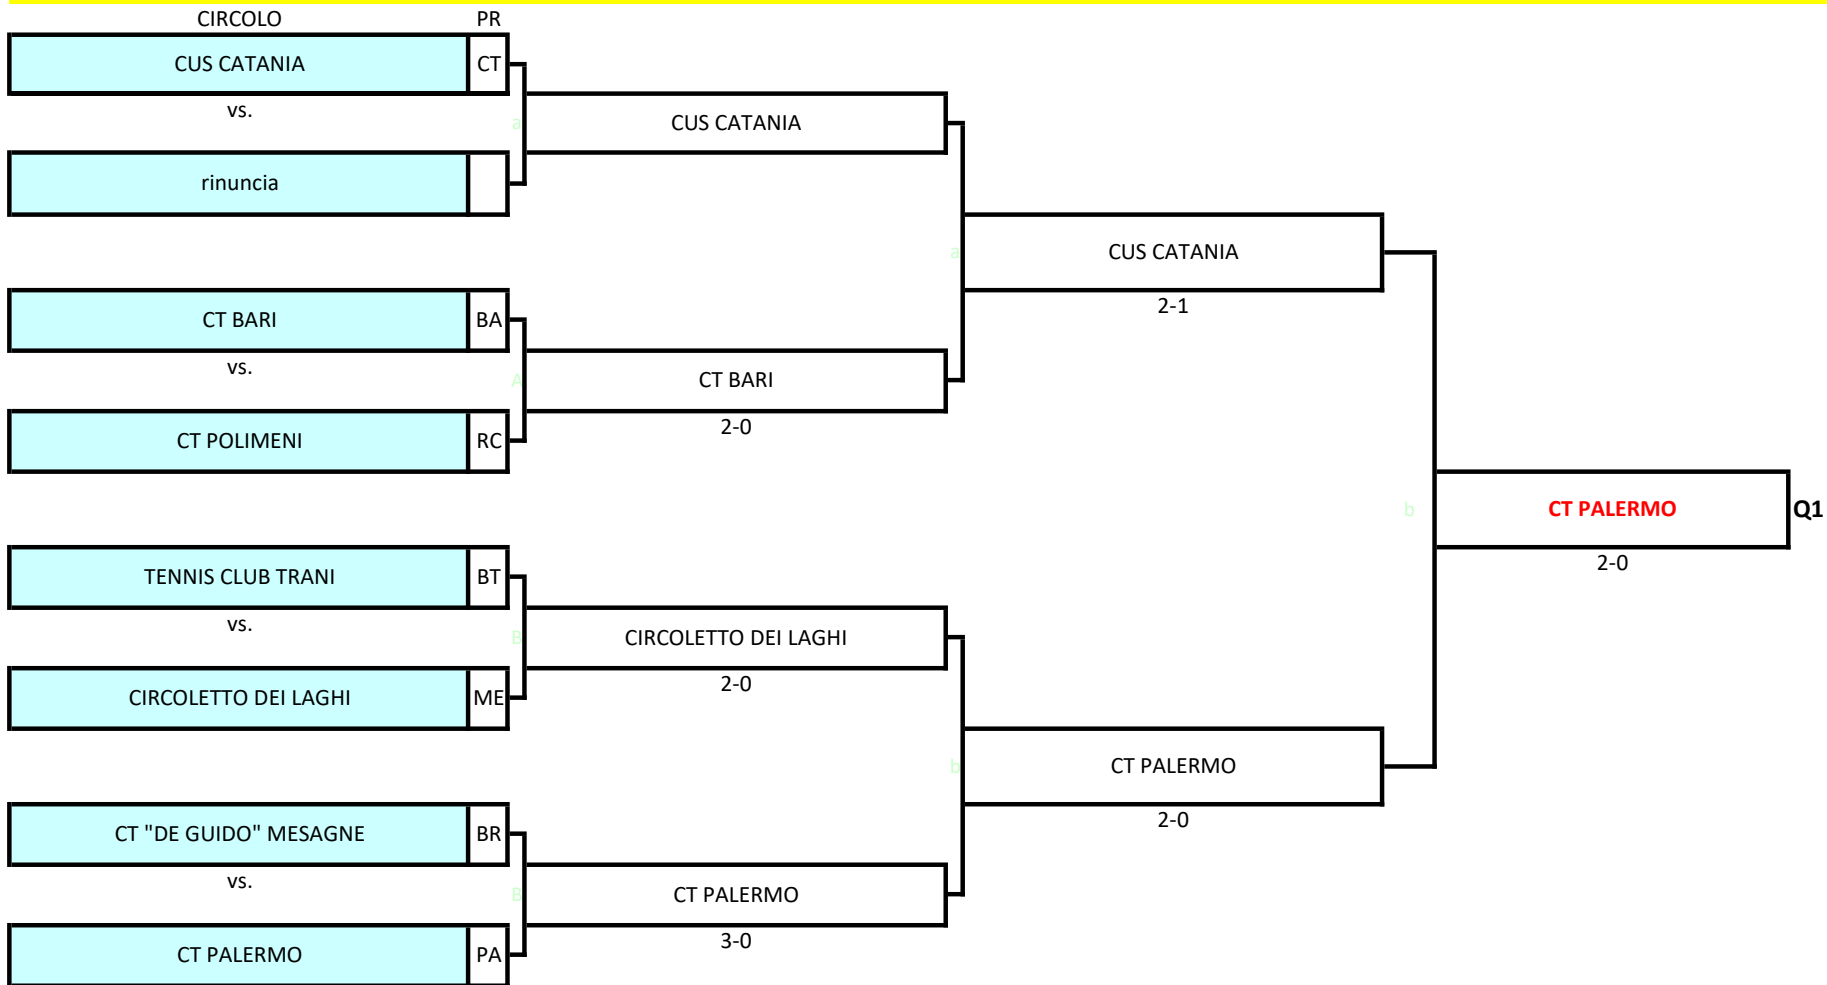 CIRCOLO PR
CUS CATANIA CT
vs.
a CUS CATANIA
rinuncia
a CUS CATANIA
2-1
CT BARI BA
vs.
A CT BARI
2-0
CT POLIMENI RC
b CT PALERMO Q1
2-0
TENNIS CLUB TRANI BT
vs.
B CIRCOLETTO DEI LAGHI
2-0
CIRCOLETTO DEI LAGHI ME
b CT PALERMO
2-0
CT "DE GUIDO" MESAGNE BR
vs.
B CT PALERMO
3-0
CT PALERMO PA